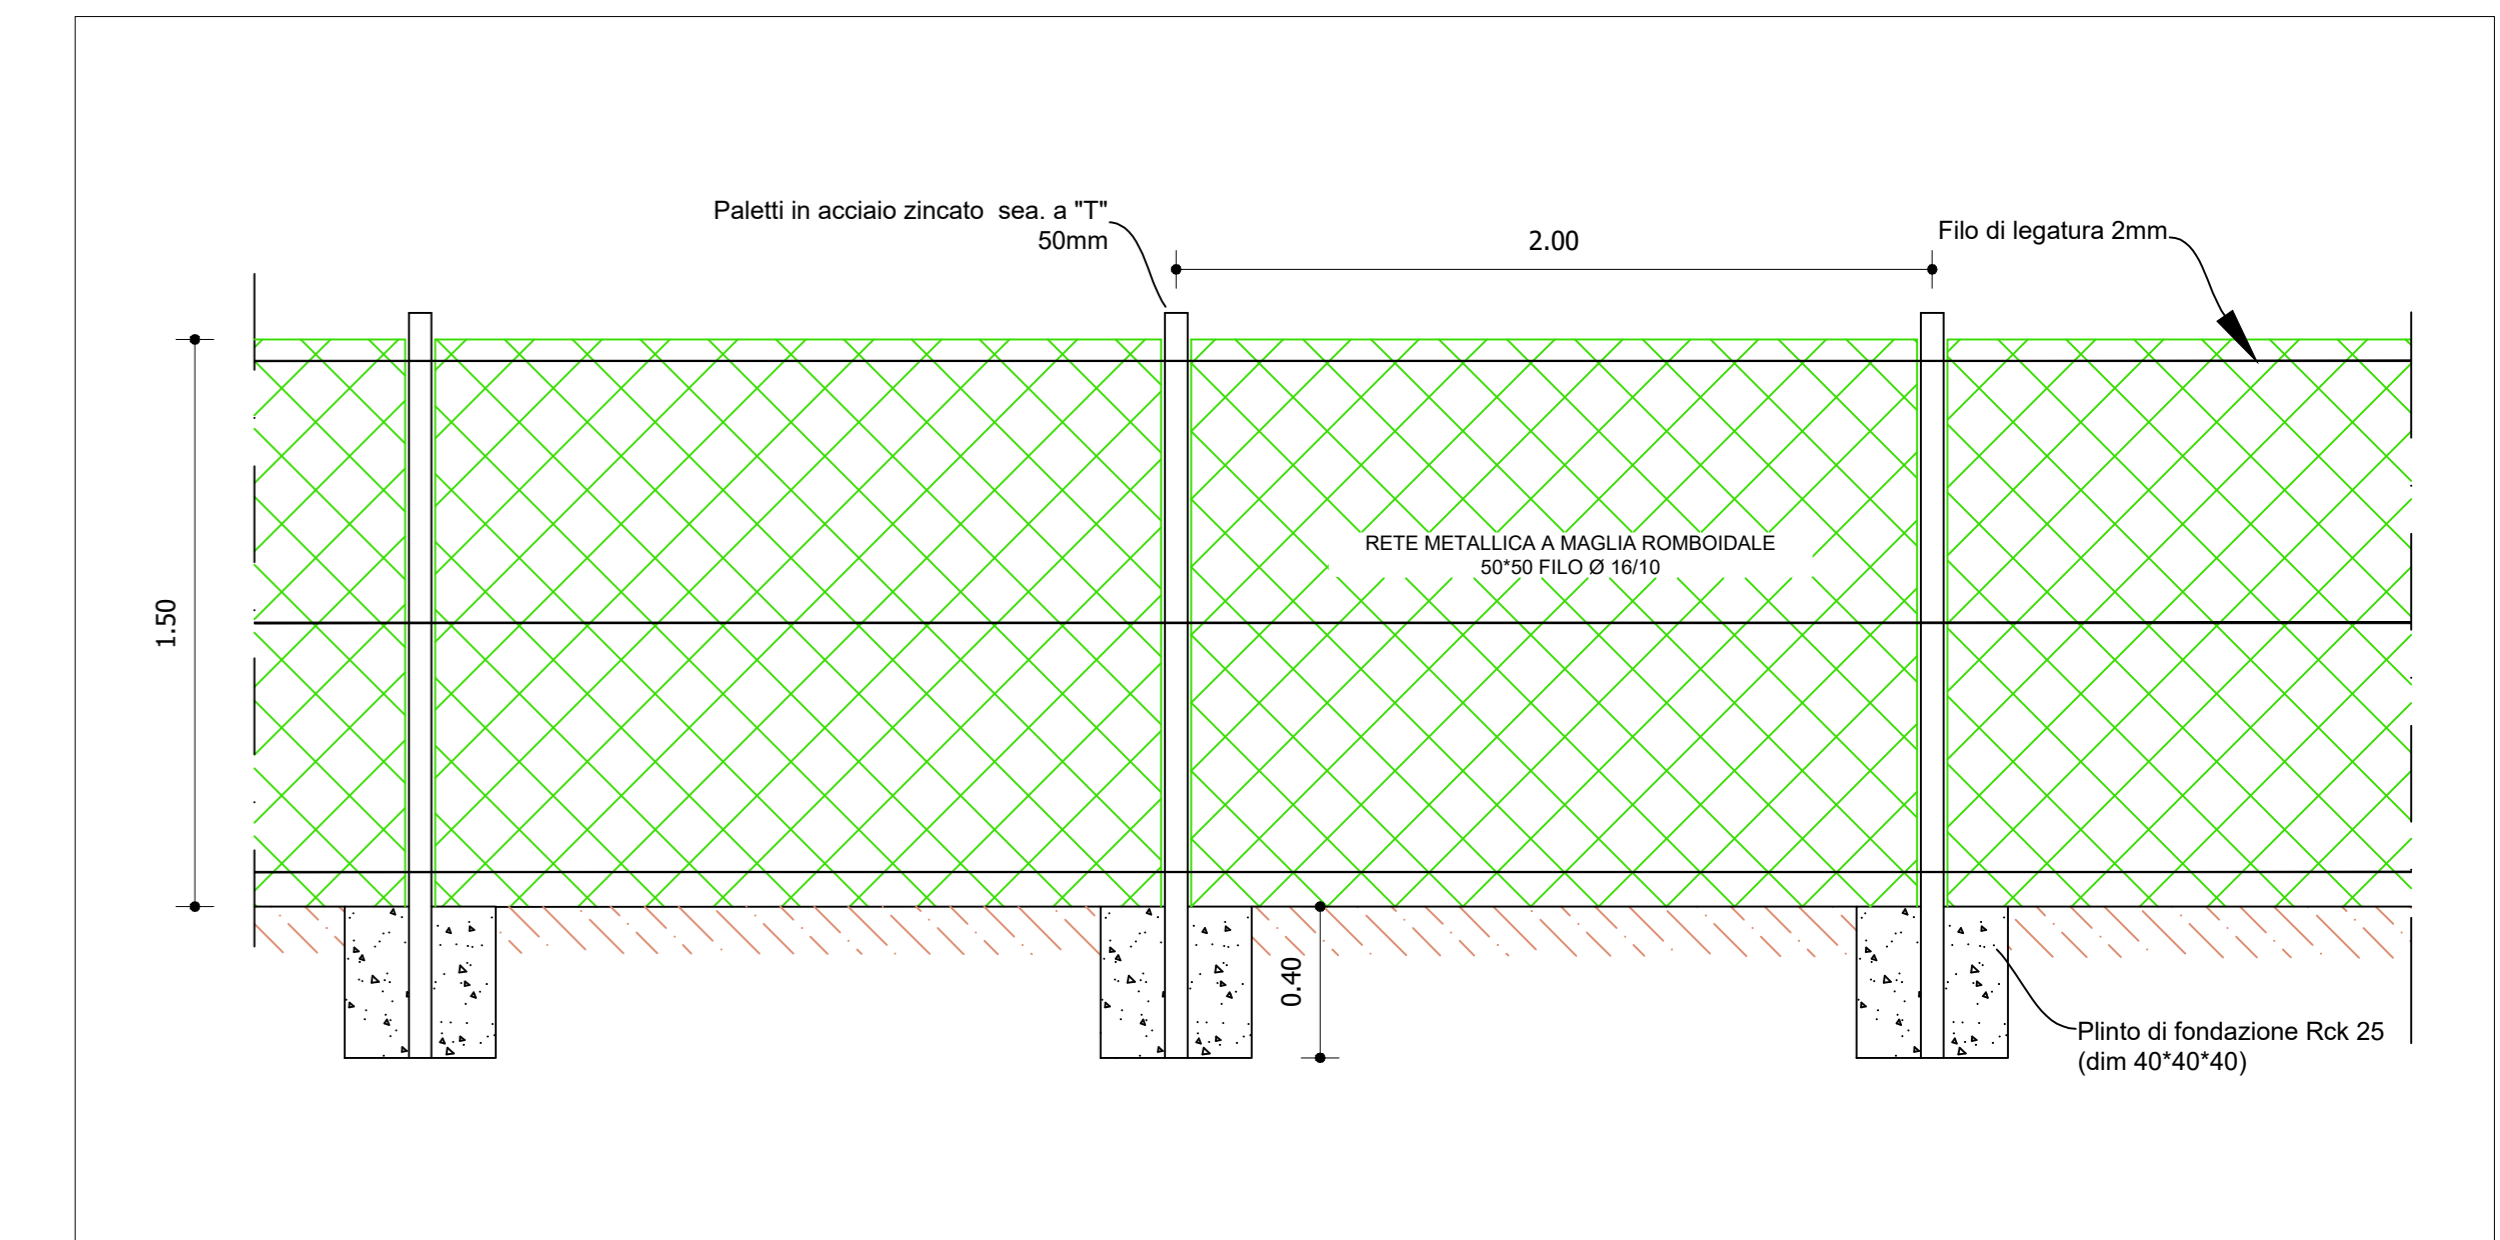 Paletti in acciaio zincato  sea. a "T"
50mm
2.00
Filo di legatura 2mm
1.50
RETE METALLICA A MAGLIA ROMBOIDALE
50*50 FILO Ø 16/10
0.40
Plinto di fondazione Rck 25
(dim 40*40*40)